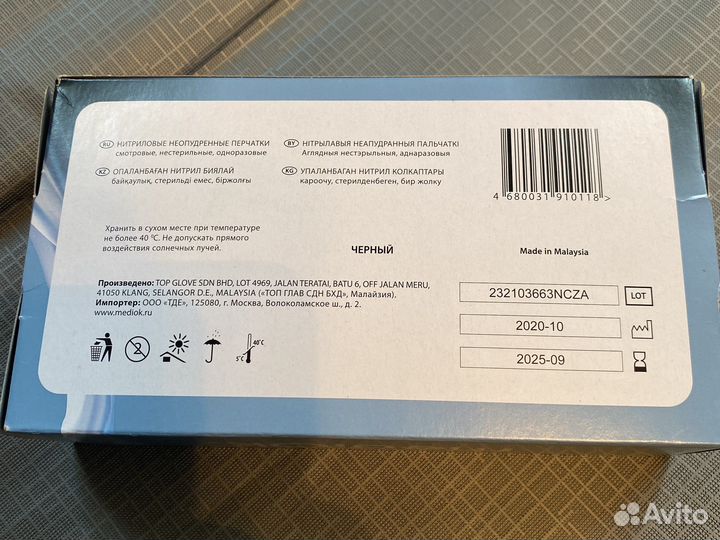 RU НИТРИЛОВЫЕ НЕОПУДРЕННЫЕ ПЕРЧАТКИ
смотровые, нестерильные, одноразовые
BY НІТРЫЛАВЫЯ НЕАПУДРАННЫЯ ПАЛЬЧАТКІ
Аглядныя нестэрыльныя, аднаразовыя
KZ ОПАЛАНБАҒАН НИТРИЛ БИЯЛАЙ
байқаулық, стерильді емес, біржолғы
KG УПАЛАНБАГАН НИТРИЛ КОЛКАПТАРЫ
кароочу, стерилденбеген, бир жолку
4 680031 910118 >
Хранить в сухом месте при температуре
не более 40 ⁰С. Не допускать прямого
воздействия солнечных лучей.
ЧЕРНЫЙ
Made in Malaysia
Произведено: TOP GLOVE SDN BHD, LOT 4969, JALAN TERATAI, BATU 6, OFF JALAN MERU,
41050 KLANG, SELANGOR D.E., MALAYSIA («ТОП ГЛАВ СДН БХД», Малайзия).
Импортер: ООО «ТДЕ», 125080, г. Москва, Волоколамское ш., д. 2.
www.mediok.ru
232103663NCZA LOT
2020-10
2025-09
5°C 40°C
2
Avito